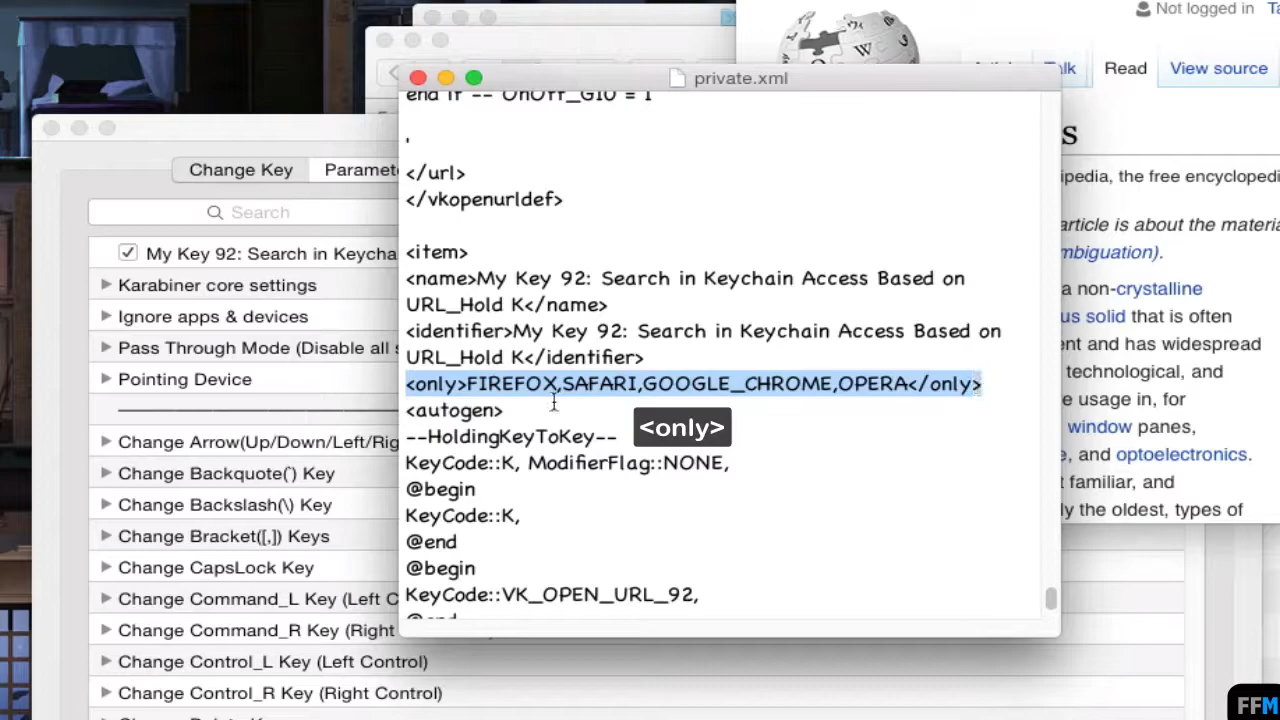 Not logged in
private.xml
Talk
Read
View source
end if -- OnOff_G10 = 1
'
</url>
</vkopenurldef>
<item>
<name>My Key 92: Search in Keychain Access Based on
URL_Hold K</name>
<identifier>My Key 92: Search in Keychain Access Based on
URL_Hold K</identifier>
<only>FIREFOX,SAFARI,GOOGLE_CHROME,OPERA</only>
<autogen>
<only>
--HoldingKeyToKey--
KeyCode::K, ModifierFlag::NONE,
@begin
KeyCode::K,
@end
@begin
KeyCode::VK_OPEN_URL_92,
@end
Change Key
Paramet
Search
My Key 92: Search in Keycha
Karabiner core settings
Ignore apps & devices
Pass Through Mode (Disable all s
Pointing Device
Change Arrow(Up/Down/Left/Rig
Change Backquote(`) Key
Change Backslash(\) Key
Change Bracket([,]) Keys
Change CapsLock Key
Change Command_L Key (Left C
Change Command_R Key (Right
Change Control_L Key (Left Control)
Change Control_R Key (Right Control)
s
ipedia, the free encyclopedi
article is about the materia
mbiguation).
a non-crystalline
us solid that is often
ent and has widespread
technological, and
e usage in, for
window panes,
e, and optoelectronics.
t familiar, and
ly the oldest, types of
FFM